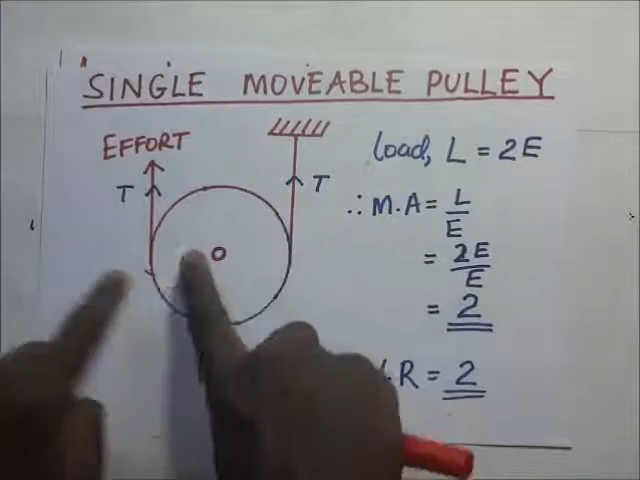 SINGLE MOVEABLE PULLEY
EFFORT
T
T
O
Load, L = 2E
∴ M.A = L/E
= 2E/E
= 2
R = 2